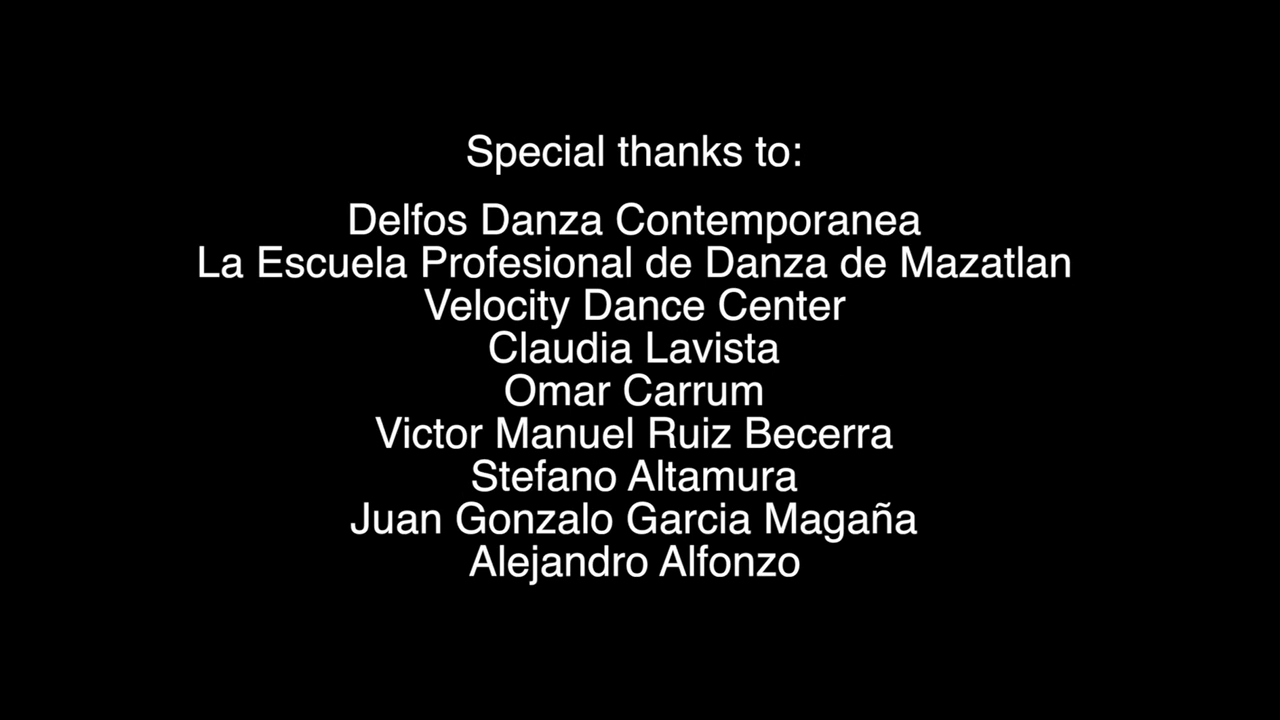 Special thanks to:
Delfos Danza Contemporanea
La Escuela Profesional de Danza de Mazatlan
Velocity Dance Center
Claudia Lavista
Omar Carrum
Victor Manuel Ruiz Becerra
Stefano Altamura
Juan Gonzalo Garcia Magaña
Alejandro Alfonzo